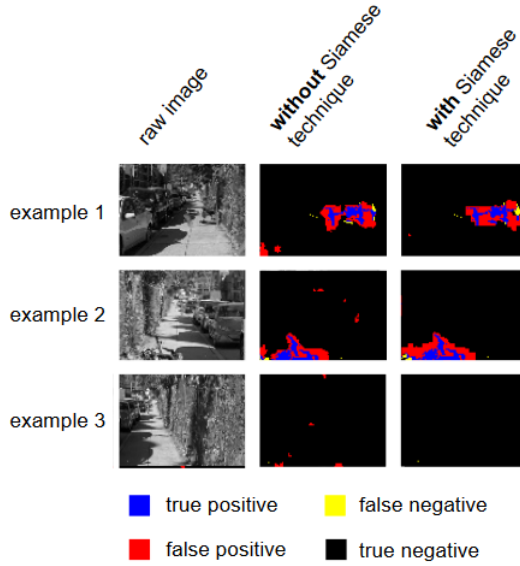 raw image
without Siamese
technique
with Siamese
technique
example 1
example 2
example 3
true positive
false negative
false positive
true negative